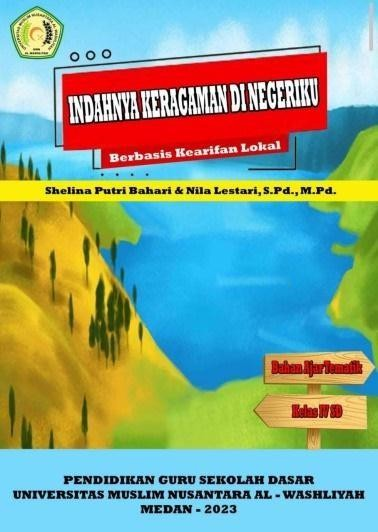 INDAHNYA KERAGAMAN DI NEGERIKU
Berbasis Kearifan Lokal
Shelina Putri Bahari & Nila Lestari, S.Pd., M.Pd.
Bahan Ajar Tematik
Kelas IV SD
PENDIDIKAN GURU SEKOLAH DASAR
UNIVERSITAS MUSLIM NUSANTARA AL - WASHLIYAH
MEDAN - 2023